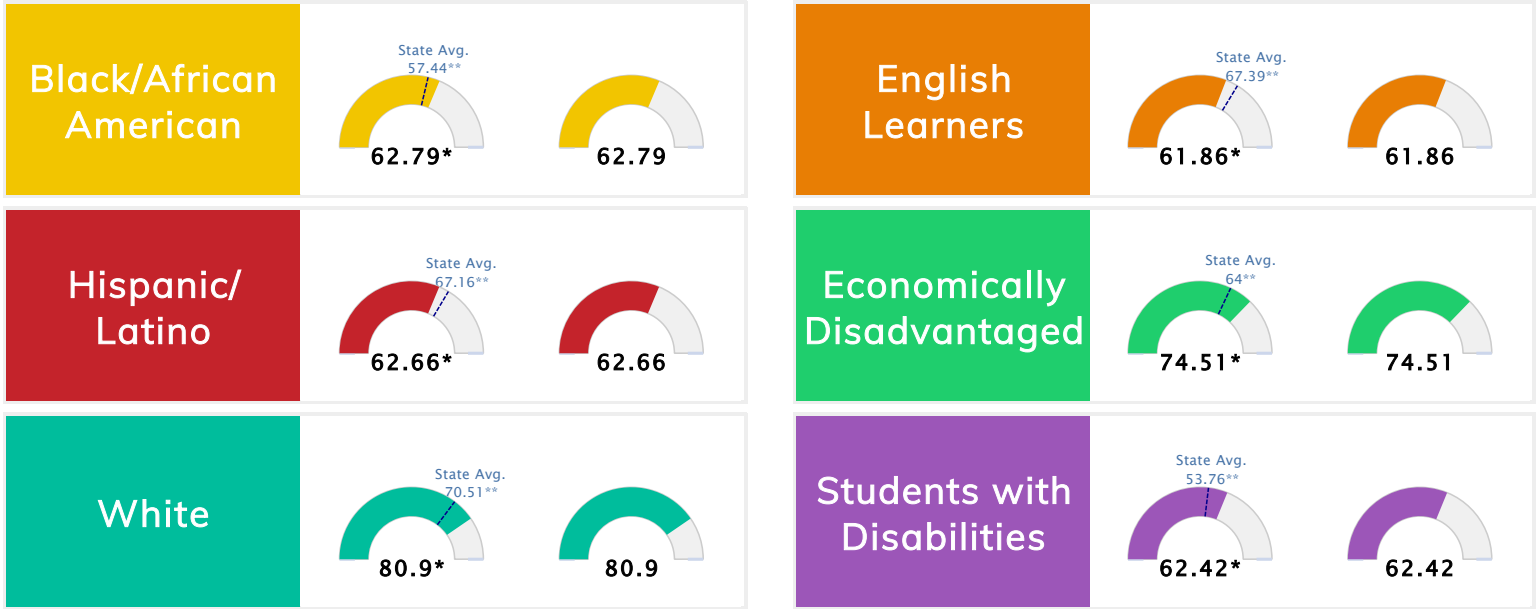 Black/African
American
State Avg.
57.44**
62.79*
62.79
English
Learners
State Avg.
67.39**
61.86*
61.86
Hispanic/
Latino
State Avg.
67.16**
62.66*
62.66
Economically
Disadvantaged
State Avg.
64**
74.51*
74.51
White
State Avg.
70.51**
80.9*
80.9
Students with
Disabilities
State Avg.
53.76**
62.42*
62.42